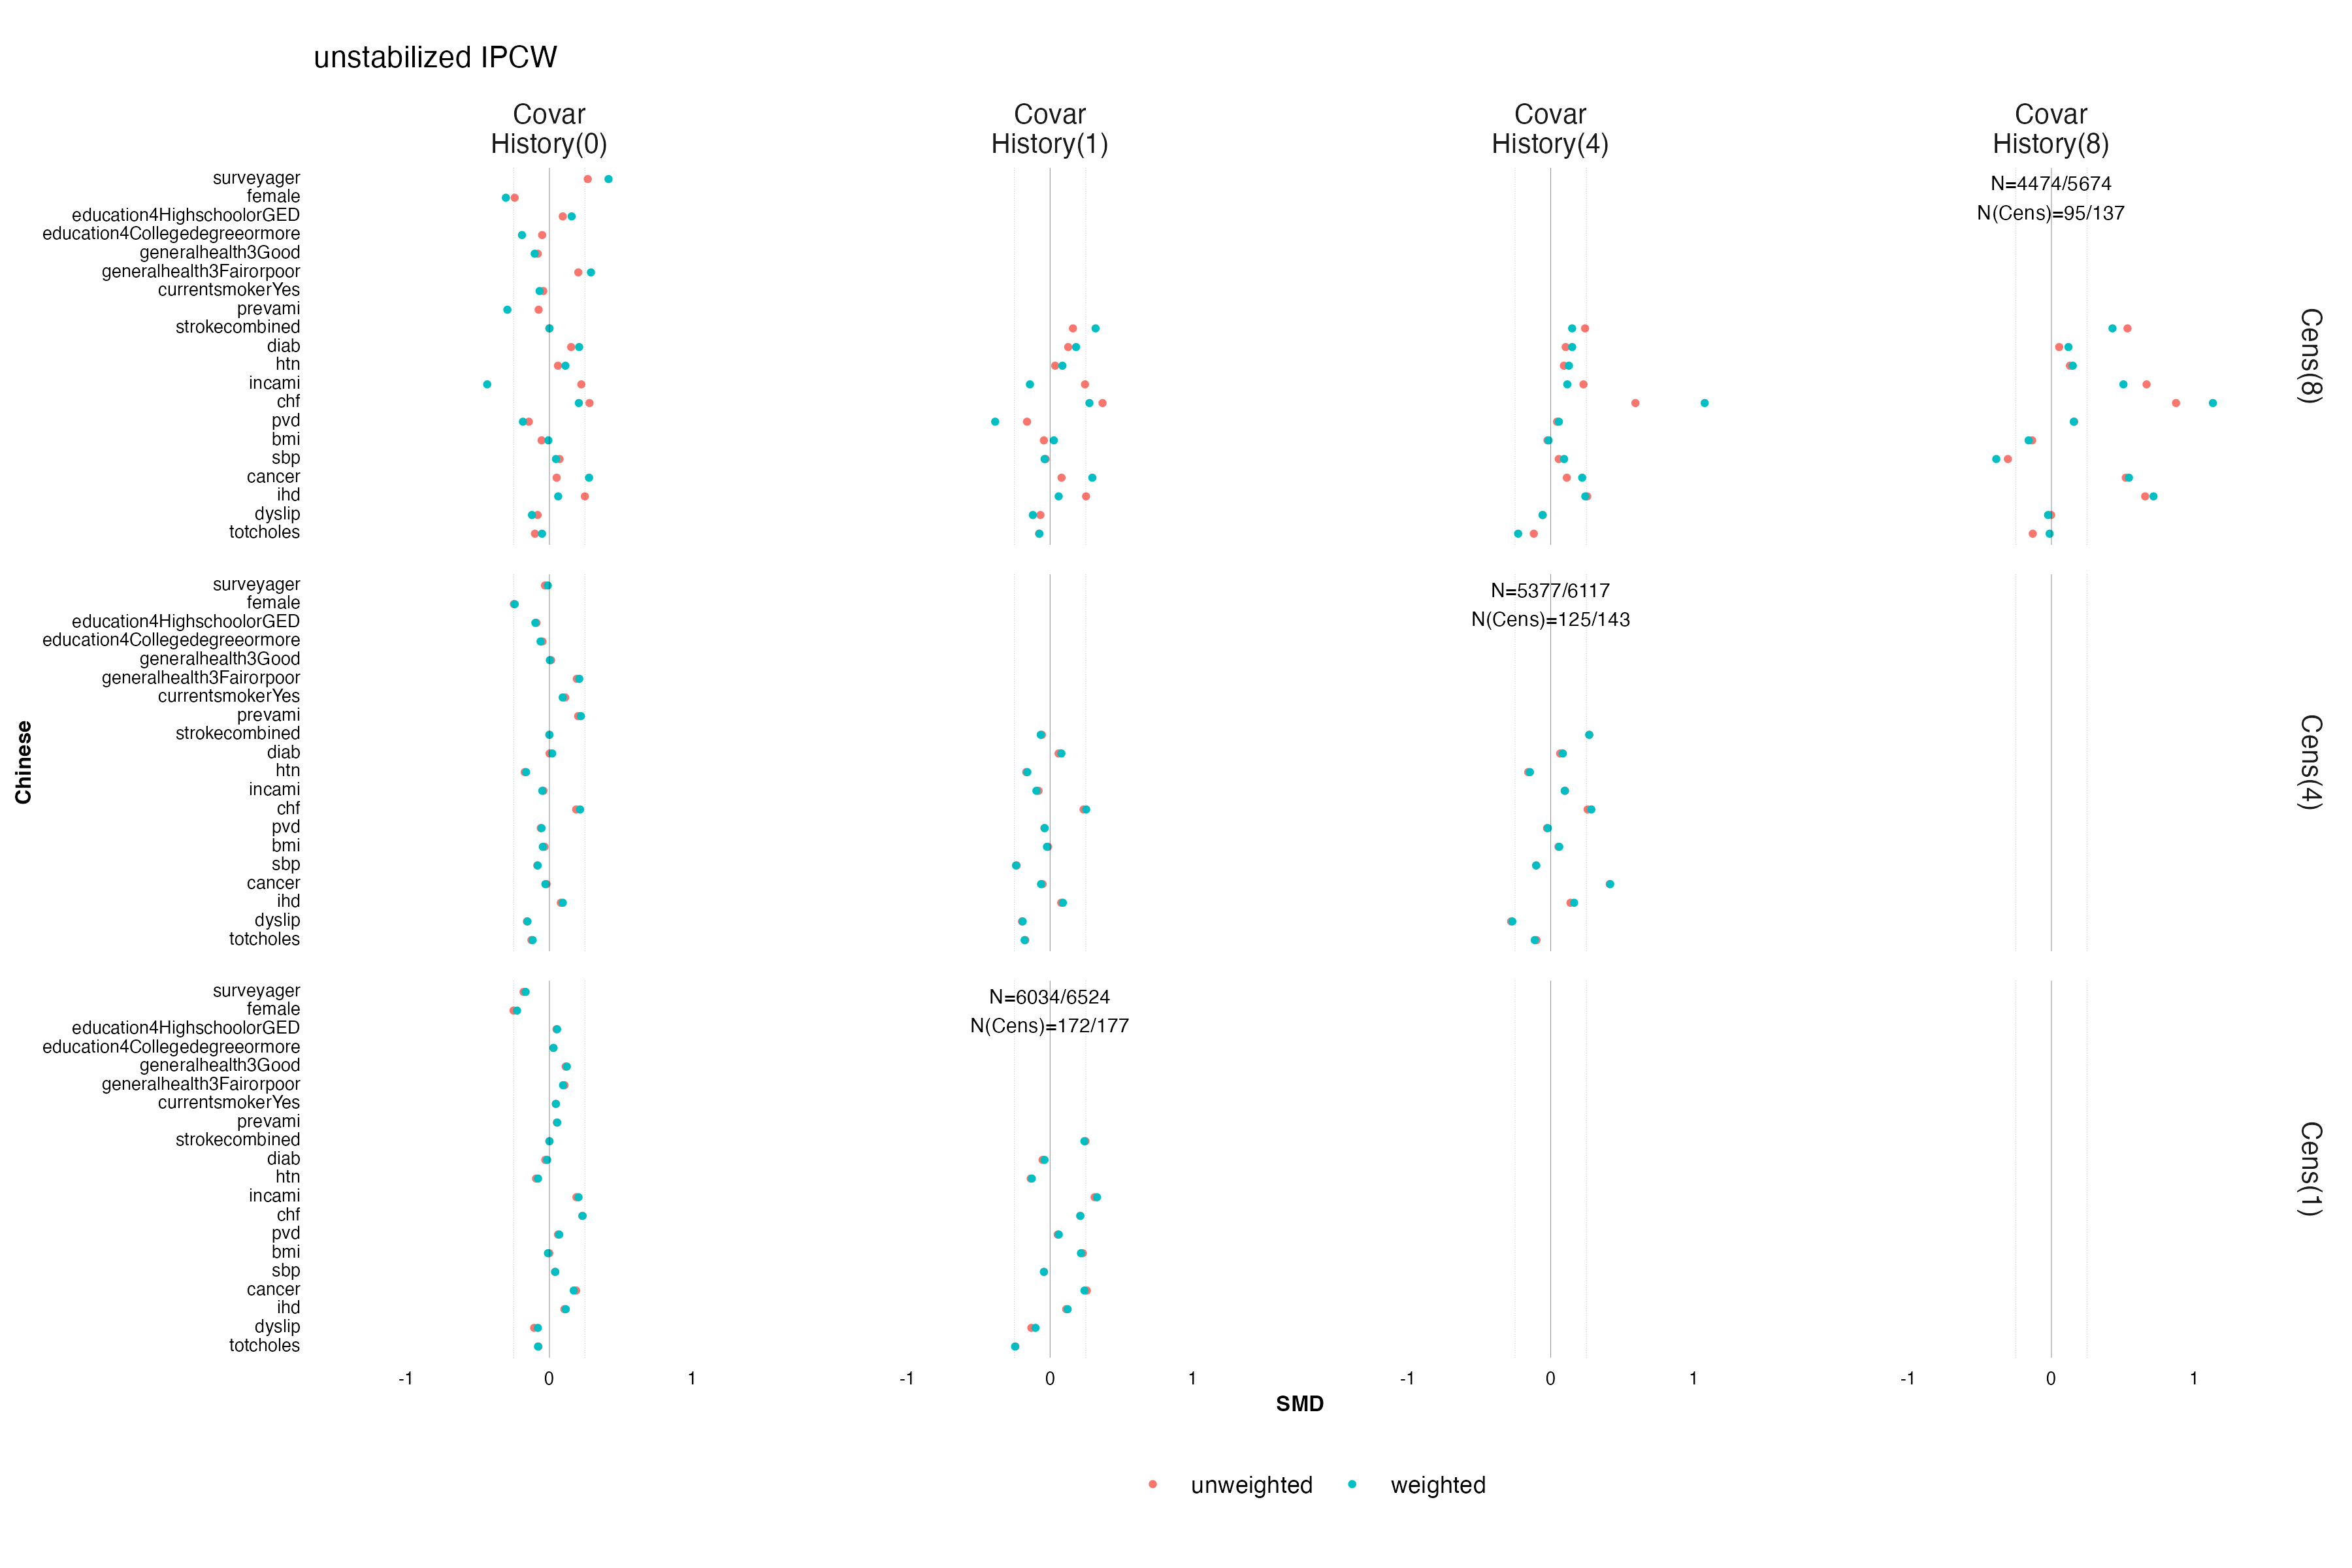 unstabilized IPCW
Covar
History(0)
Covar
History(1)
Covar
History(4)
Covar
History(8)
surveyager
female
education4HighschoolorGED
education4Collegedegreeormore
generalhealth3Good
generalhealth3Fairorpoor
currentsmokerYes
prevami
strokecombined
diab
htn
incami
chf
pvd
bmi
sbp
cancer
ihd
dyslip
totcholes
N=4474/5674
N(Cens)=95/137
Cens(8)
surveyager
female
education4HighschoolorGED
education4Collegedegreeormore
generalhealth3Good
generalhealth3Fairorpoor
currentsmokerYes
prevami
strokecombined
diab
htn
incami
chf
pvd
bmi
sbp
cancer
ihd
dyslip
totcholes
N=5377/6117
N(Cens)=125/143
Cens(4)
Chinese
surveyager
female
education4HighschoolorGED
education4Collegedegreeormore
generalhealth3Good
generalhealth3Fairorpoor
currentsmokerYes
prevami
strokecombined
diab
htn
incami
chf
pvd
bmi
sbp
cancer
ihd
dyslip
totcholes
N=6034/6524
N(Cens)=172/177
Cens(1)
-1 0 1
-1 0 1
-1 0 1
-1 0 1
SMD
unweighted
weighted